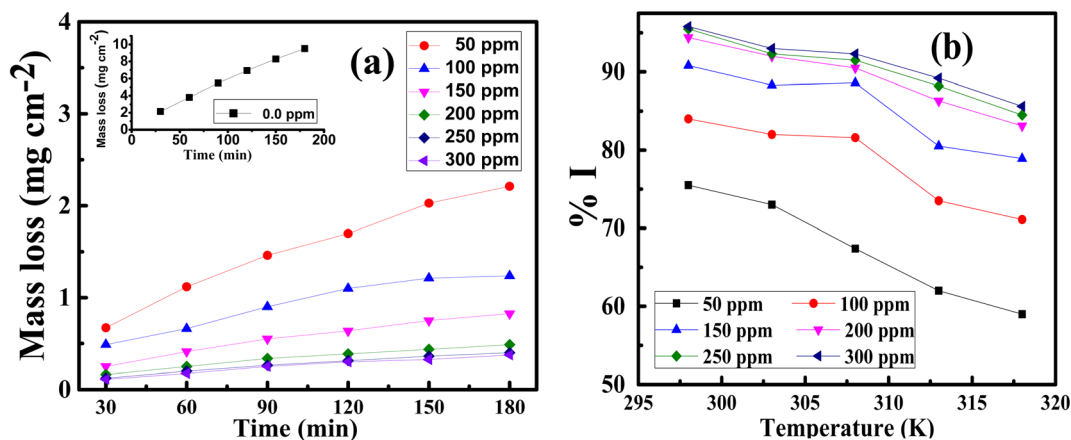 4
3
2
1
0
Mass loss (mg cm⁻²)
30 60 90 120 150 180
Time (min)
(a)
10
8
6
4
2
0
Mass loss (mg cm⁻²)
0 50 100 150 200
Time (min)
0.0 ppm
50 ppm
100 ppm
150 ppm
200 ppm
250 ppm
300 ppm
(b)
90
80
70
60
50
% I
295 300 305 310 315 320
Temperature (K)
50 ppm 100 ppm
150 ppm 200 ppm
250 ppm 300 ppm